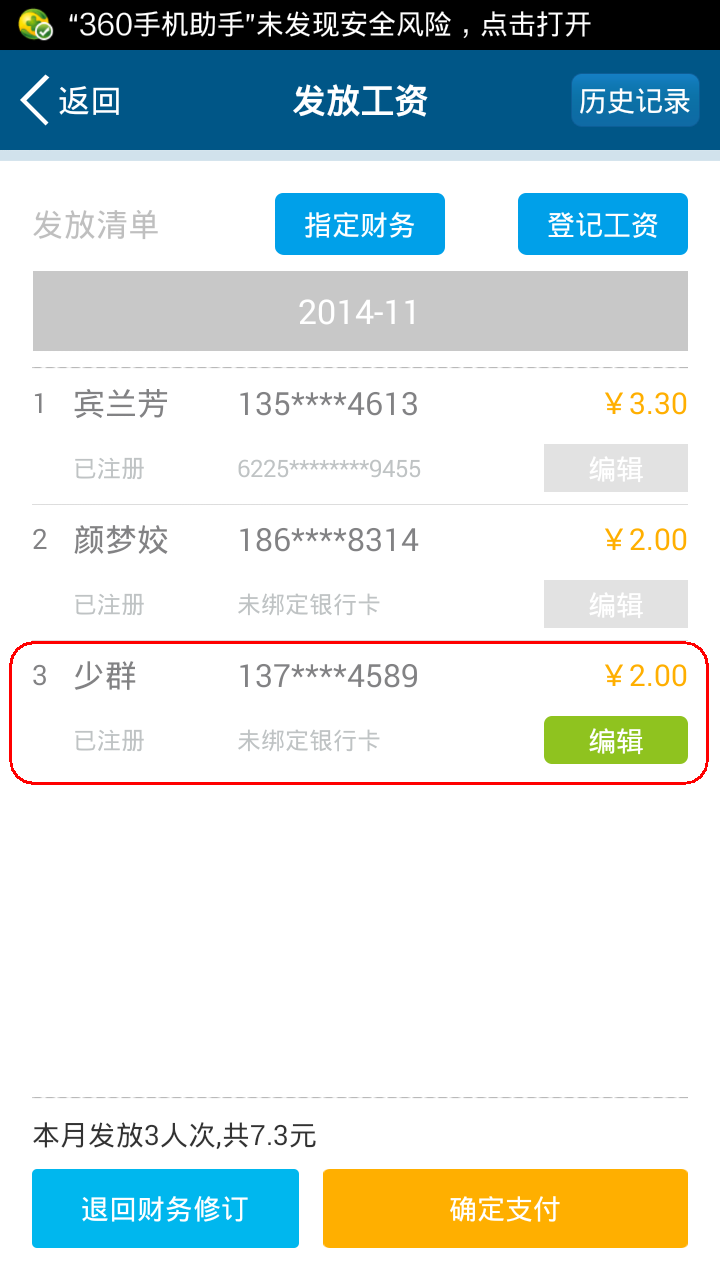 “360手机助手”未发现安全风险，点击打开
返回 发放工资 历史记录
发放清单 指定财务 登记工资
2014-11
1 宾兰芳 135****4613 ￥3.30
已注册 6225********9455 编辑
2 颜梦姣 186****8314 ￥2.00
已注册 未绑定银行卡 编辑
3 少群 137****4589 ￥2.00
已注册 未绑定银行卡 编辑
本月发放3人次,共7.3元
退回财务修订 确定支付